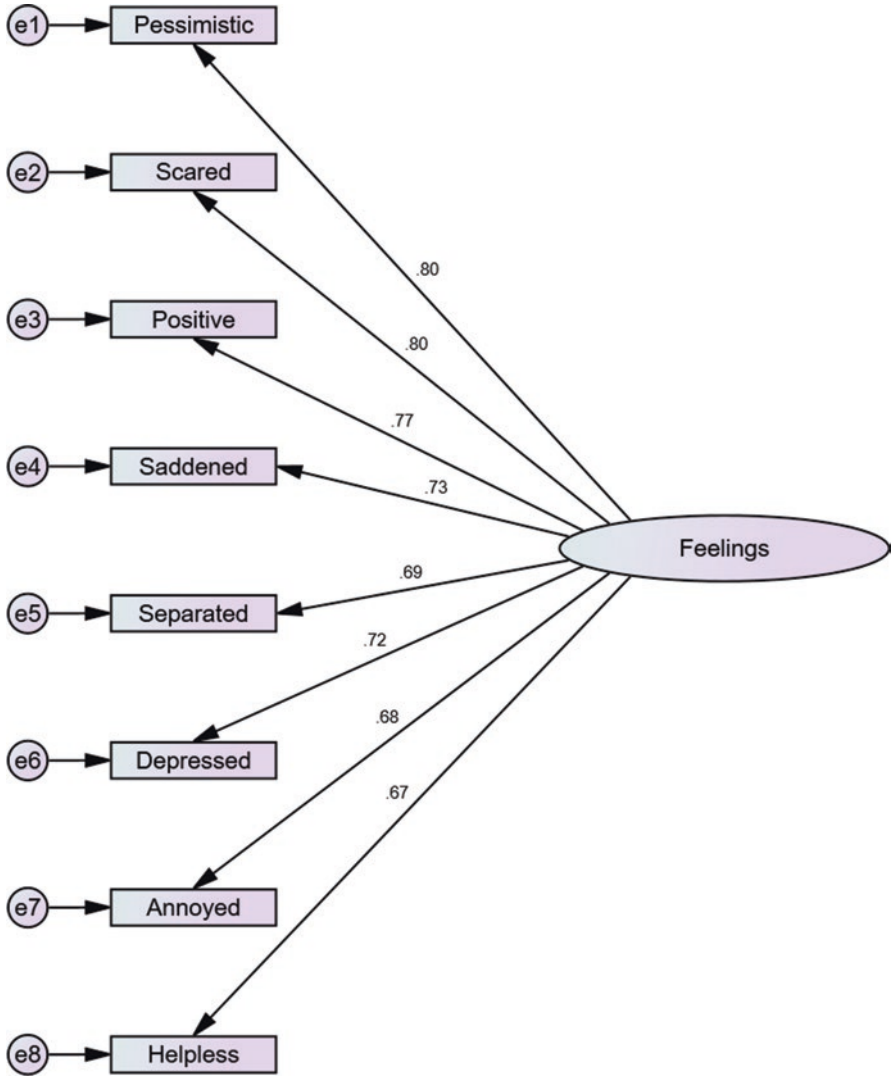 e1 Pessimistic
e2 Scared
.80
e3 Positive
.80
.77
e4 Saddened
.73
Feelings
.69
e5 Separated
.72
.68
e6 Depressed
.67
e7 Annoyed
e8 Helpless